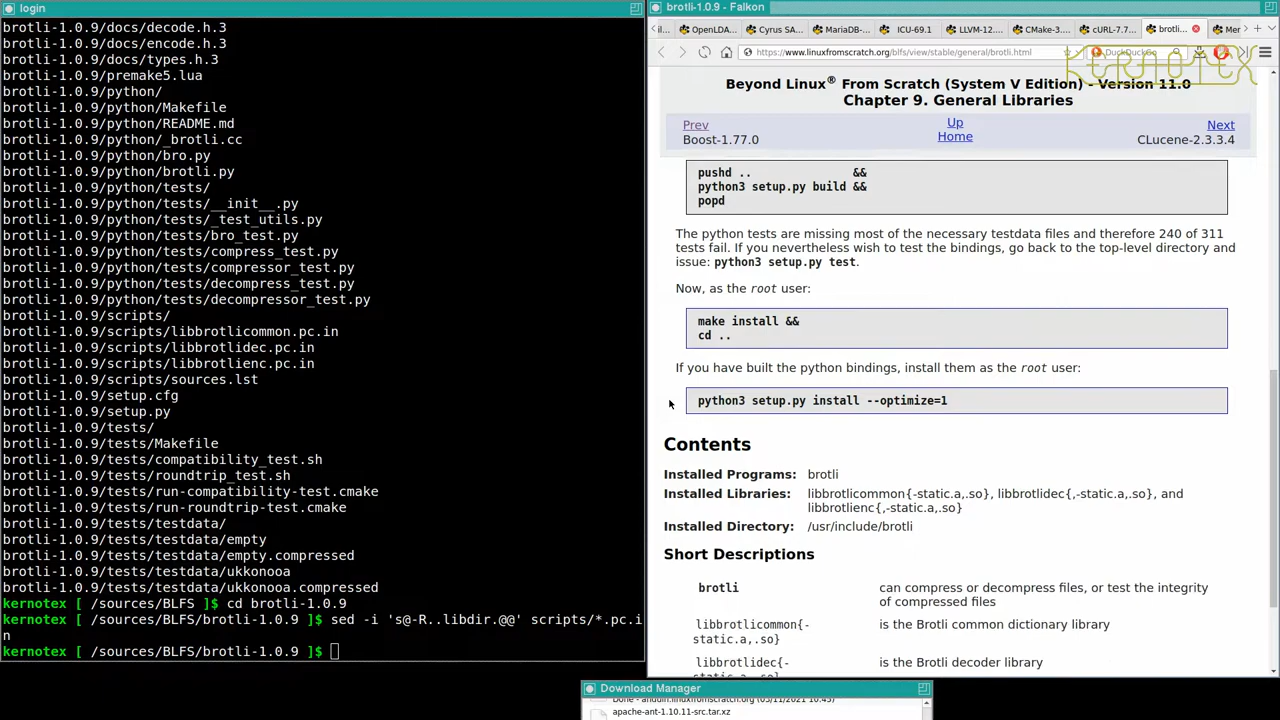 login
brotli-1.0.9/docs/decode.h.3
brotli-1.0.9/docs/encode.h.3
brotli-1.0.9/docs/types.h.3
brotli-1.0.9/premake5.lua
brotli-1.0.9/python/
brotli-1.0.9/python/Makefile
brotli-1.0.9/python/README.md
brotli-1.0.9/python/_brotli.cc
brotli-1.0.9/python/bro.py
brotli-1.0.9/python/brotli.py
brotli-1.0.9/python/tests/
brotli-1.0.9/python/tests/__init__.py
brotli-1.0.9/python/tests/_test_utils.py
brotli-1.0.9/python/tests/bro_test.py
brotli-1.0.9/python/tests/compress_test.py
brotli-1.0.9/python/tests/compressor_test.py
brotli-1.0.9/python/tests/decompress_test.py
brotli-1.0.9/python/tests/decompressor_test.py
brotli-1.0.9/scripts/
brotli-1.0.9/scripts/libbrotlicommon.pc.in
brotli-1.0.9/scripts/libbrotlidec.pc.in
brotli-1.0.9/scripts/libbrotlienc.pc.in
brotli-1.0.9/scripts/sources.lst
brotli-1.0.9/setup.cfg
brotli-1.0.9/setup.py
brotli-1.0.9/tests/
brotli-1.0.9/tests/Makefile
brotli-1.0.9/tests/compatibility_test.sh
brotli-1.0.9/tests/roundtrip_test.sh
brotli-1.0.9/tests/run-compatibility-test.cmake
brotli-1.0.9/tests/run-roundtrip-test.cmake
brotli-1.0.9/tests/testdata/
brotli-1.0.9/tests/testdata/empty
brotli-1.0.9/tests/testdata/empty.compressed
brotli-1.0.9/tests/testdata/ukkonooa
brotli-1.0.9/tests/testdata/ukkonooa.compressed
kernotex [ /sources/BLFS ]$ cd brotli-1.0.9
kernotex [ /sources/BLFS/brotli-1.0.9 ]$ sed -i 's@-R..libdir.@@' scripts/*.pc.i
n
kernotex [ /sources/BLFS/brotli-1.0.9 ]$
brotli-1.0.9 - Falkon
OpenLDA... Cyrus SA... MariaDB-... ICU-69.1 LLVM-12.... CMake-3.... cURL-7.7... brotli... Mer
https://www.linuxfromscratch.org/blfs/view/stable/general/brotli.html DuckDuckGo
KERNOTEX
Beyond Linux® From Scratch (System V Edition) - Version 11.0
Chapter 9. General Libraries
Prev Up Next
Boost-1.77.0 Home CLucene-2.3.3.4
pushd .. &&
python3 setup.py build &&
popd
The python tests are missing most of the necessary testdata files and therefore 240 of 311
tests fail. If you nevertheless wish to test the bindings, go back to the top-level directory and
issue: python3 setup.py test.
Now, as the root user:
make install &&
cd ..
If you have built the python bindings, install them as the root user:
python3 setup.py install --optimize=1
Contents
Installed Programs: brotli
Installed Libraries: libbrotlicommon{-static.a,.so}, libbrotlidec{,-static.a,.so}, and
libbrotlienc{,-static.a,.so}
Installed Directory: /usr/include/brotli
Short Descriptions
brotli can compress or decompress files, or test the integrity
of compressed files
libbrotlicommon{- is the Brotli common dictionary library
static.a,.so}
libbrotlidec{- is the Brotli decoder library
Download Manager
apache-ant-1.10.11-src.tar.xz